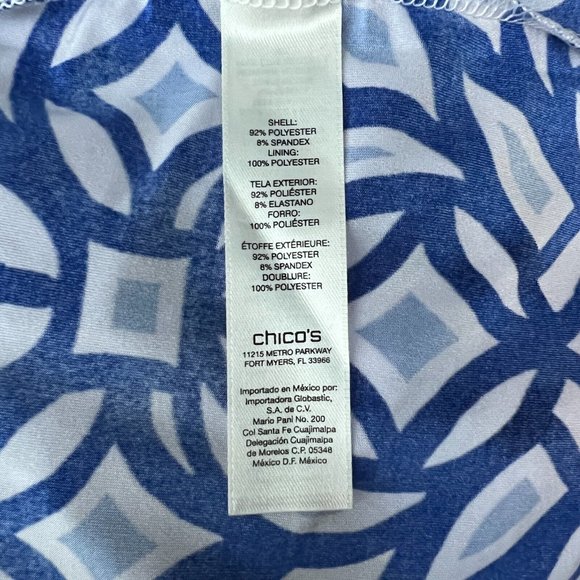 SHELL:
92% POLYESTER
8% SPANDEX
LINING:
100% POLYESTER
TELA EXTERIOR:
92% POLIÉSTER
8% ELASTANO
FORRO:
100% POLIÉSTER
ÉTOFFE EXTÉRIEURE:
92% POLYESTER
8% SPANDEX
DOUBLURE:
100% POLYESTER
chico's
11215 METRO PARKWAY
FORT MYERS, FL 33966
Importado en México por:
Importadora Globastic,
S.A. de C.V.
Mario Pani No. 200
Col Santa Fe Cuajimalpa
Delegación Cuajimalpa
de Morelos C.P. 05348
México D.F. México